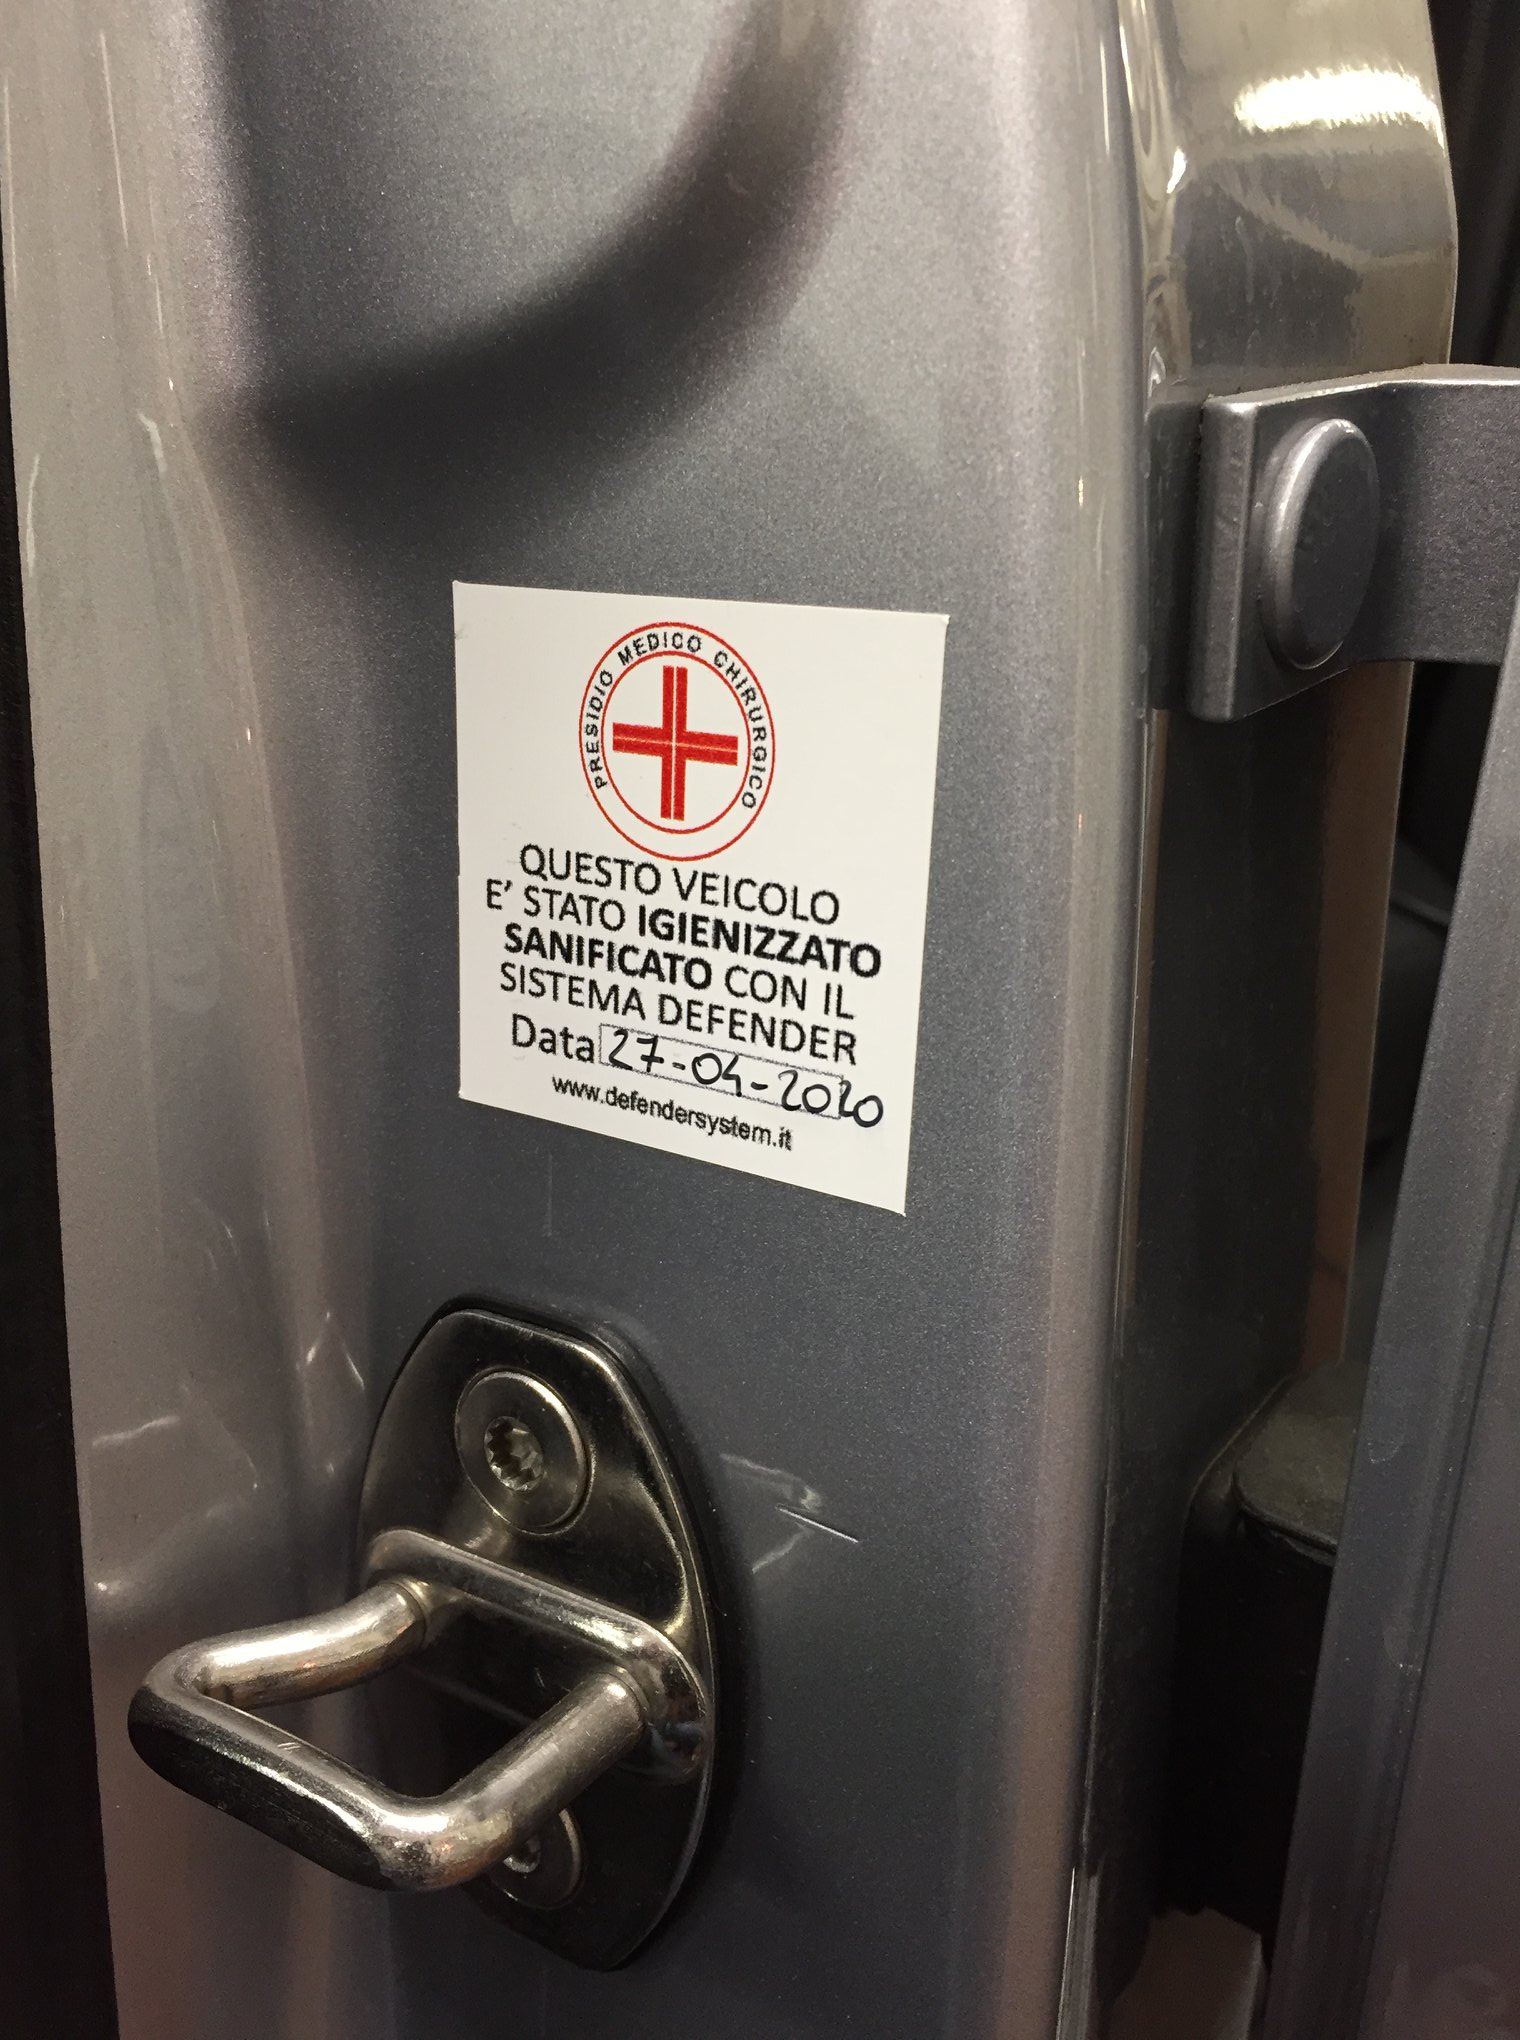 PRESIDIO MEDICO CHIRURGICO
QUESTO VEICOLO
E' STATO IGIENIZZATO
SANIFICATO CON IL
SISTEMA DEFENDER
Data 27-04-2020
www.defendersystem.it